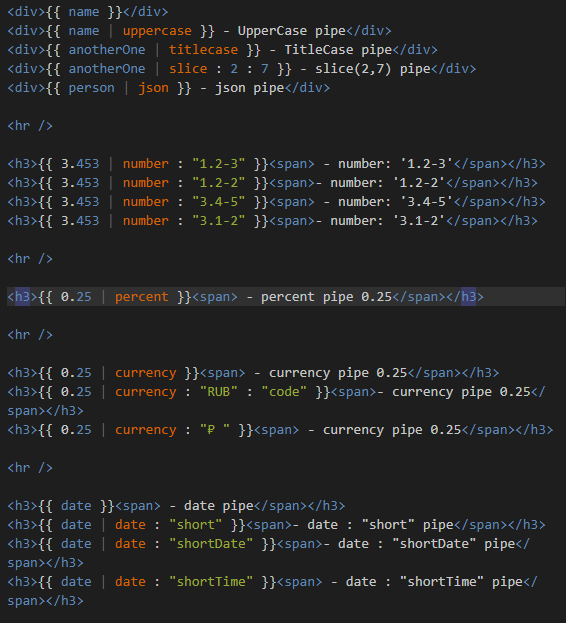 <div>{{ name }}</div>
<div>{{ name | uppercase }} - UpperCase pipe</div>
<div>{{ anotherOne | titlecase }} - TitleCase pipe</div>
<div>{{ anotherOne | slice : 2 : 7 }} - slice(2,7) pipe</div>
<div>{{ person | json }} - json pipe</div>
<hr />
<h3>{{ 3.453 | number : "1.2-3" }}<span> - number: '1.2-3'</span></h3>
<h3>{{ 3.453 | number : "1.2-2" }}<span>- number: '1.2-2'</span></h3>
<h3>{{ 3.453 | number : "3.4-5" }}<span> - number: '3.4-5'</span></h3>
<h3>{{ 3.453 | number : "3.1-2" }}<span>- number: '3.1-2'</span></h3>
<hr />
<h3>{{ 0.25 | percent }}<span> - percent pipe 0.25</span></h3>
<hr />
<h3>{{ 0.25 | currency }}<span> - currency pipe 0.25</span></h3>
<h3>{{ 0.25 | currency : "RUB" : "code" }}<span>- currency pipe 0.25</
span></h3>
<h3>{{ 0.25 | currency : "₽ " }}<span> - currency pipe 0.25</span></h3>
<hr />
<h3>{{ date }}<span> - date pipe</span></h3>
<h3>{{ date | date : "short" }}<span>- date : "short" pipe</span></h3>
<h3>{{ date | date : "shortDate" }}<span>- date : "shortDate" pipe</
span></h3>
<h3>{{ date | date : "shortTime" }}<span> - date : "shortTime" pipe</
span></h3>